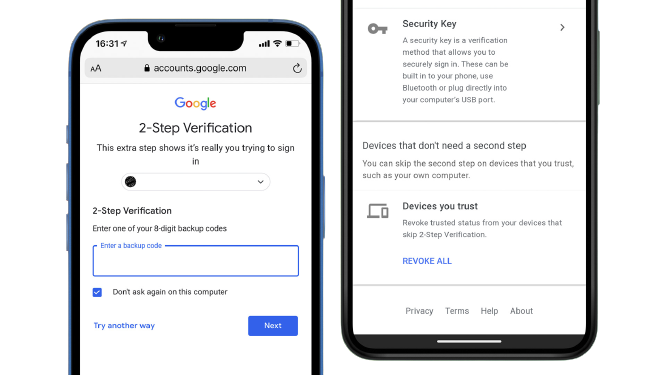 16:31
AA accounts.google.com
Google
2-Step Verification
This extra step shows it's really you trying to sign
in
2-Step Verification
Enter one of your 8-digit backup codes
Enter a backup code
Don't ask again on this computer
Try another way
Next
Security Key
A security key is a verification
method that allows you to
securely sign in. These can be
built in to your phone, use
Bluetooth or plug directly into
your computer's USB port.
Devices that don't need a second step
You can skip the second step on devices that you trust,
such as your own computer.
Devices you trust
Revoke trusted status from your devices that
skip 2-Step Verification.
REVOKE ALL
Privacy Terms Help About